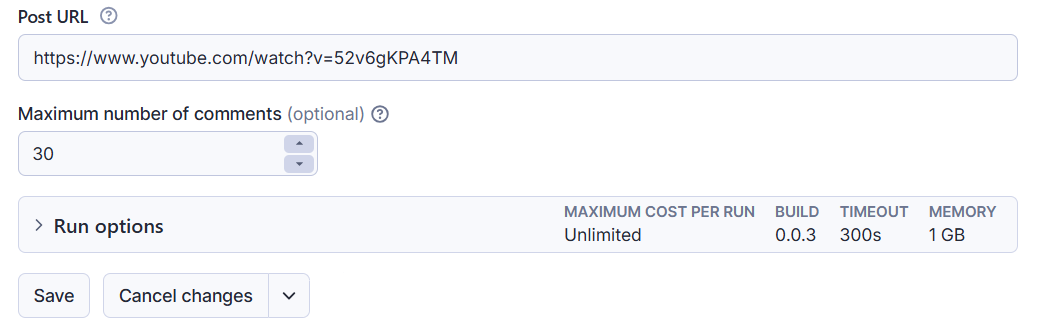 Post URL
https://www.youtube.com/watch?v=52v6gKPA4TM
Maximum number of comments (optional)
30
Run options
MAXIMUM COST PER RUN BUILD TIMEOUT MEMORY
Unlimited 0.0.3 300s 1 GB
Save Cancel changes